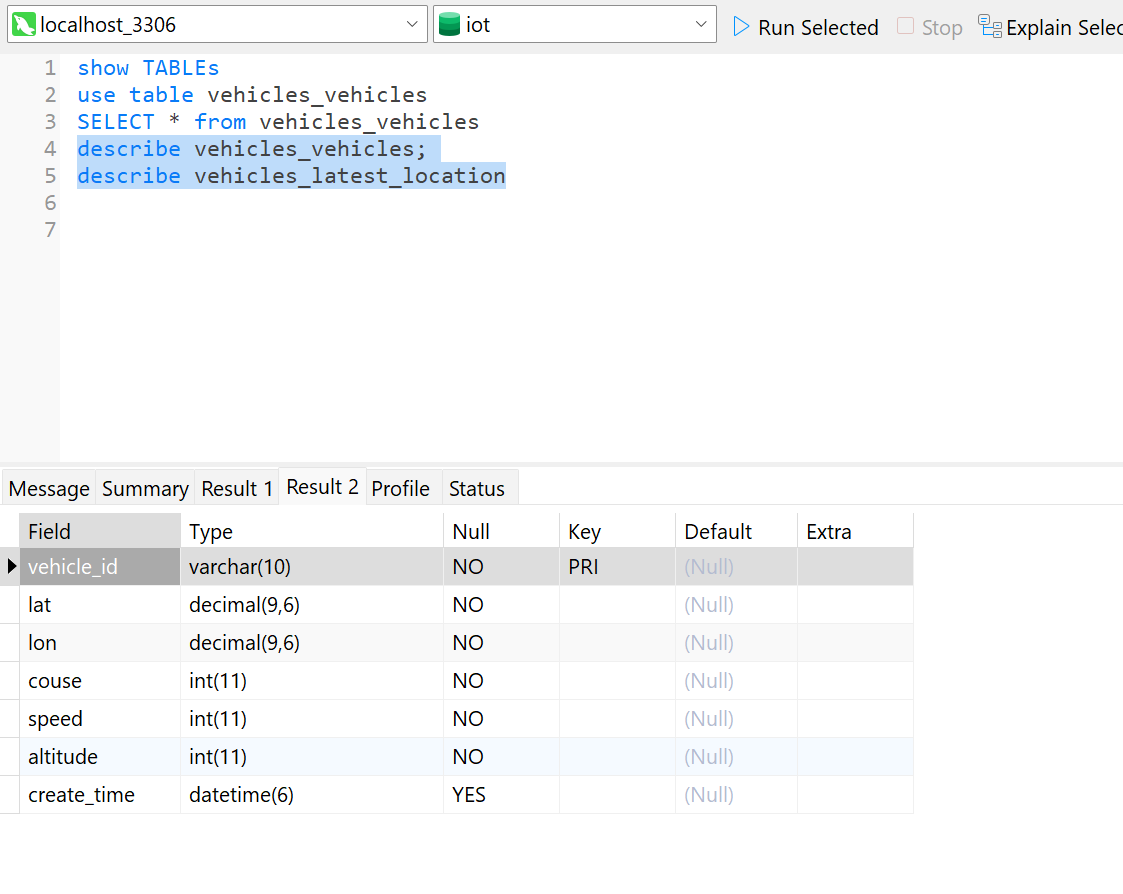 localhost_3306 iot Run Selected Stop Explain Selec
1 show TABLEs
2 use table vehicles_vehicles
3 SELECT * from vehicles_vehicles
4 describe vehicles_vehicles;
5 describe vehicles_latest_location
6
7
Message Summary Result 1 Result 2 Profile Status
Field Type Null Key Default Extra
vehicle_id varchar(10) NO PRI (Null)
lat decimal(9,6) NO (Null)
lon decimal(9,6) NO (Null)
couse int(11) NO (Null)
speed int(11) NO (Null)
altitude int(11) NO (Null)
create_time datetime(6) YES (Null)